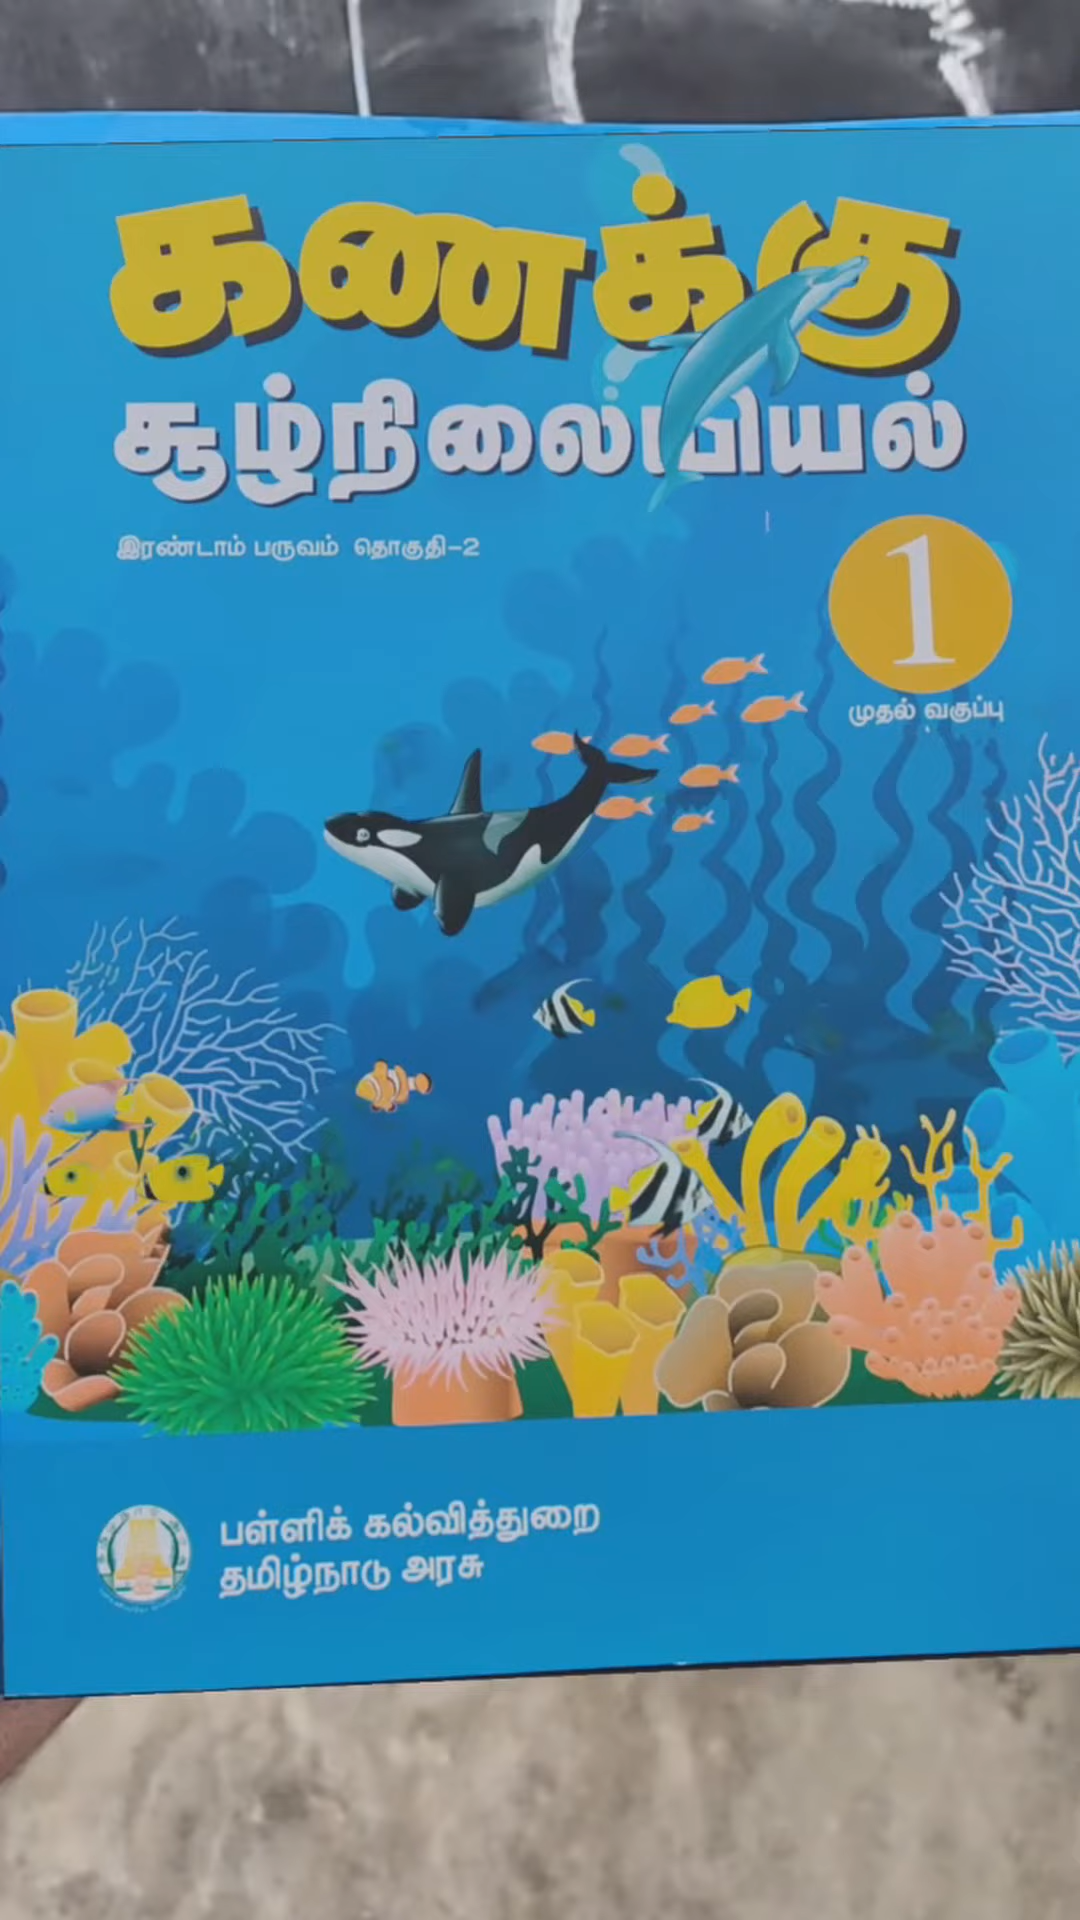 கணக்கு
சூழ்நிலையியல்
இரண்டாம் பருவம் தொகுதி-2
1
முதல் வகுப்பு
பள்ளிக் கல்வித்துறை
தமிழ்நாடு அரசு